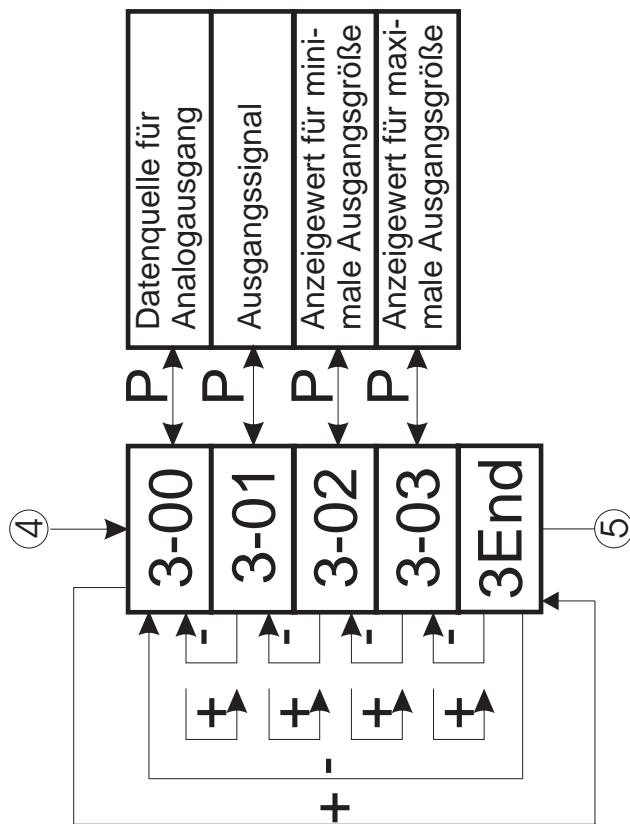 Datenquelle für
Analogausgang
Ausgangssignal
Anzeigewert für mini-
male Ausgangsgröße
Anzeigewert für maxi-
male Ausgangsgröße
P
P
P
P
4
3-00
3-01
3-02
3-03
3End
5
-
-
-
-
+
+
+
+
-
+